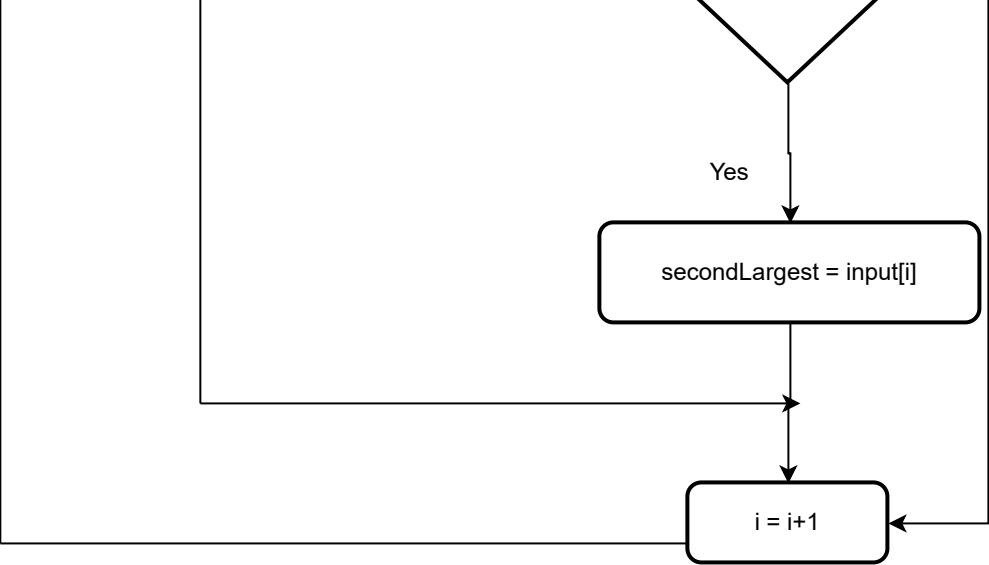 Yes
secondLargest = input[i]
i = i+1